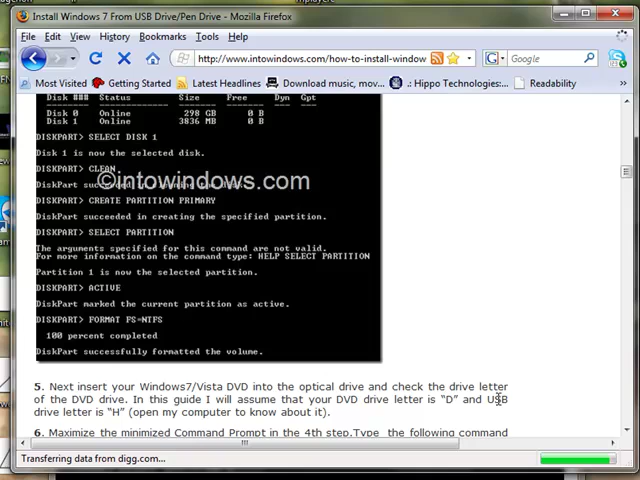 Install Windows 7 From USB Drive/Pen Drive - Mozilla Firefox
File Edit View History Bookmarks Tools Help
http://www.intowindows.com/how-to-install-window
Google
Most Visited Getting Started Latest Headlines Download music, mov... .: Hippo Technologies:... Readability
Disk ### Status Size Free Dyn Gpt
Disk 0 Online 298 GB 0 B
Disk 1 Online 3836 MB 0 B
DISKPART> SELECT DISK 1
Disk 1 is now the selected disk.
DISKPART> CLEAN
©intowindows.com
DISKPART> CREATE PARTITION PRIMARY
DiskPart succeeded in creating the specified partition.
DISKPART> SELECT PARTITION
The arguments specified for this command are not valid.
For more information on the command type: HELP SELECT PARTITION
Partition 1 is now the selected partition.
DISKPART> ACTIVE
DiskPart marked the current partition as active.
DISKPART> FORMAT FS=NTFS
100 percent completed
DiskPart successfully formatted the volume.
5. Next insert your Windows7/Vista DVD into the optical drive and check the drive letter
of the DVD drive. In this guide I will assume that your DVD drive letter is “D” and USB
drive letter is “H” (open my computer to know about it).
6. Maximize the minimized Command Prompt in the 4th step.Type the following command
Transferring data from digg.com...